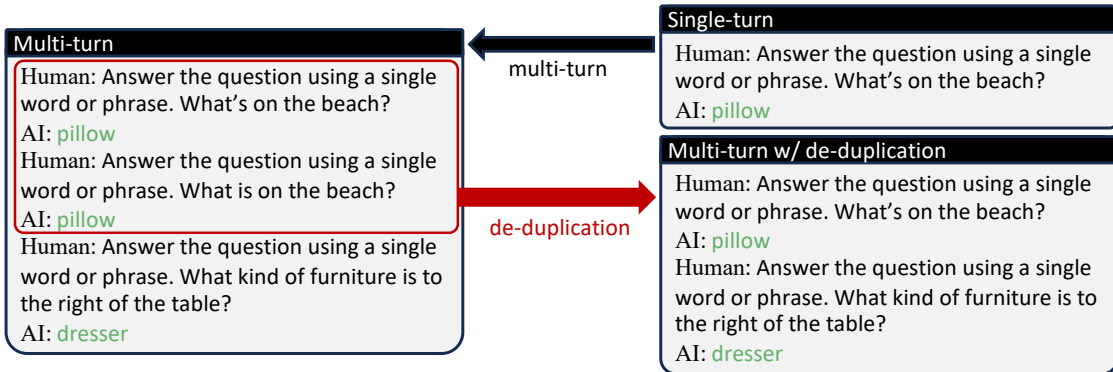 Multi-turn
Human: Answer the question using a single
word or phrase. What's on the beach?
AI: pillow
Human: Answer the question using a single
word or phrase. What is on the beach?
AI: pillow
Human: Answer the question using a single
word or phrase. What kind of furniture is to
the right of the table?
AI: dresser
multi-turn
de-duplication
Single-turn
Human: Answer the question using a single
word or phrase. What's on the beach?
AI: pillow
Multi-turn w/ de-duplication
Human: Answer the question using a single
word or phrase. What's on the beach?
AI: pillow
Human: Answer the question using a single
word or phrase. What kind of furniture is to
the right of the table?
AI: dresser